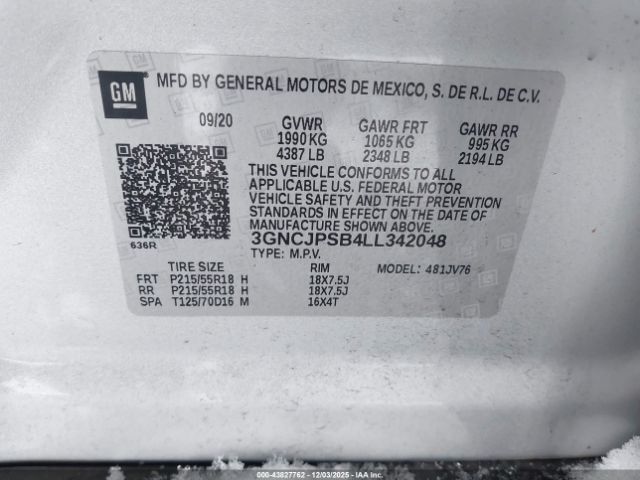 GM MFD BY GENERAL MOTORS DE MEXICO, S. DE R.L. DE C.V.
09/20 GVWR GAWR FRT GAWR RR
1990 KG 1065 KG 995 KG
4387 LB 2348 LB 2194 LB
THIS VEHICLE CONFORMS TO ALL
APPLICABLE U.S. FEDERAL MOTOR
VEHICLE SAFETY AND THEFT
PREVENTION STANDARDS IN EFFECT ON
THE DATE OF MANUFACTURE SHOWN ABOVE.
3GNCJPSB4LL342048
636R
TYPE: M.P.V.
TIRE SIZE RIM MODEL: 481JV76
FRT P215/55R18 H 18X7.5J
RR P215/55R18 H 18X7.5J
SPA T125/70D16 M 16X4T
IAA 000-43827762 | 12/03/2025 | © COPYRIGHT IAA, LLC